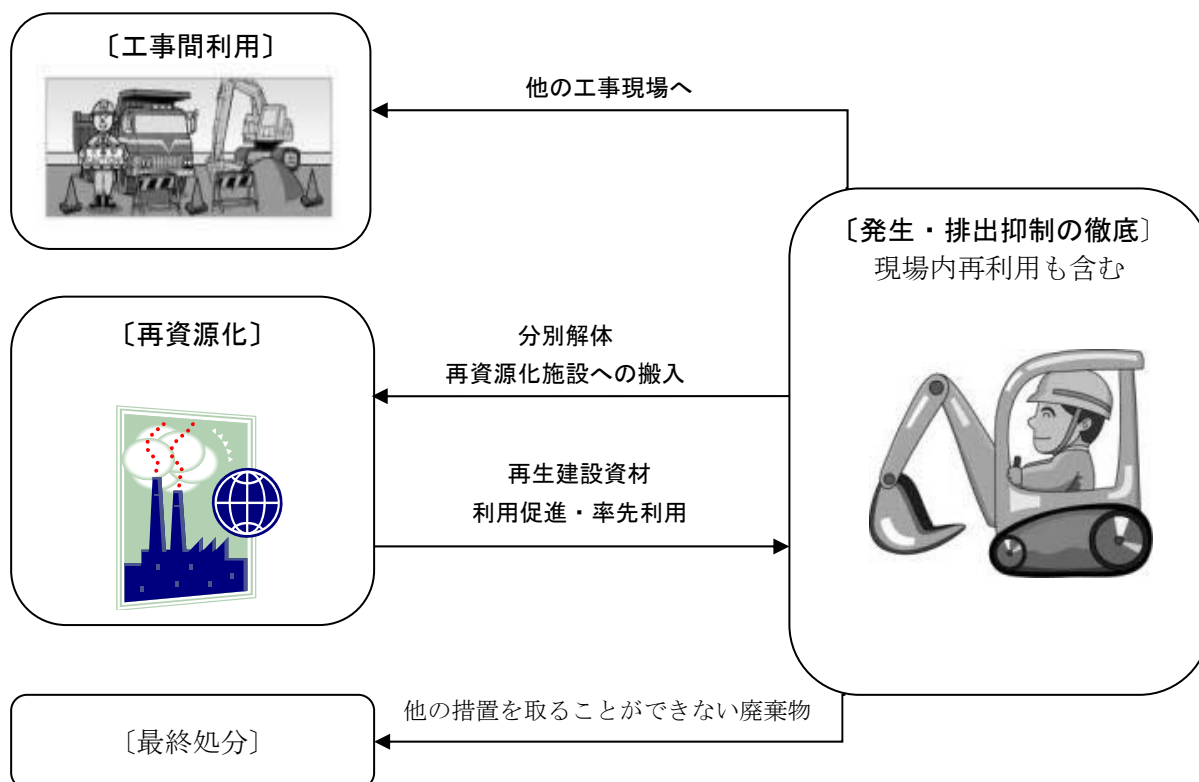 〔工事間利用〕
他の工事現場へ
〔発生・排出抑制の徹底〕
現場内再利用も含む
〔再資源化〕
分別解体
再資源化施設への搬入
再生建設資材
利用促進・率先利用
他の措置を取ることができない廃棄物
〔最終処分〕